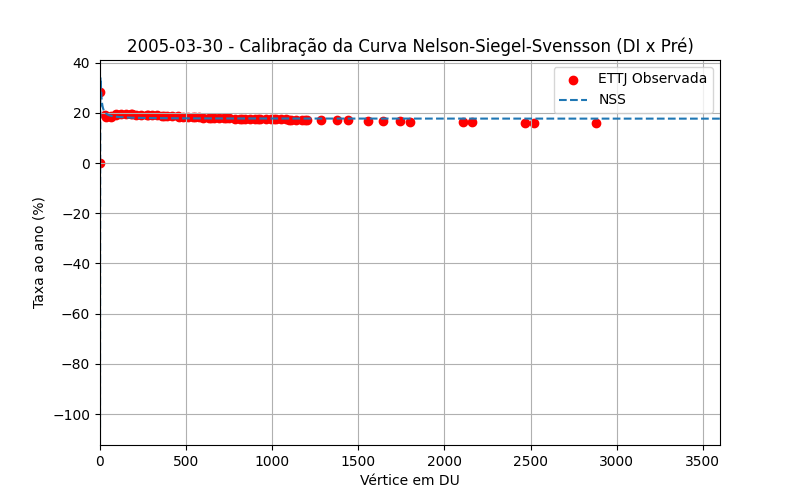 2005-03-30 - Calibração da Curva Nelson-Siegel-Svensson (DI x Pré)
ETTJ Observada
NSS
Taxa ao ano (%)
40
20
0
−20
−40
−60
−80
−100
0 500 1000 1500 2000 2500 3000 3500
Vértice em DU